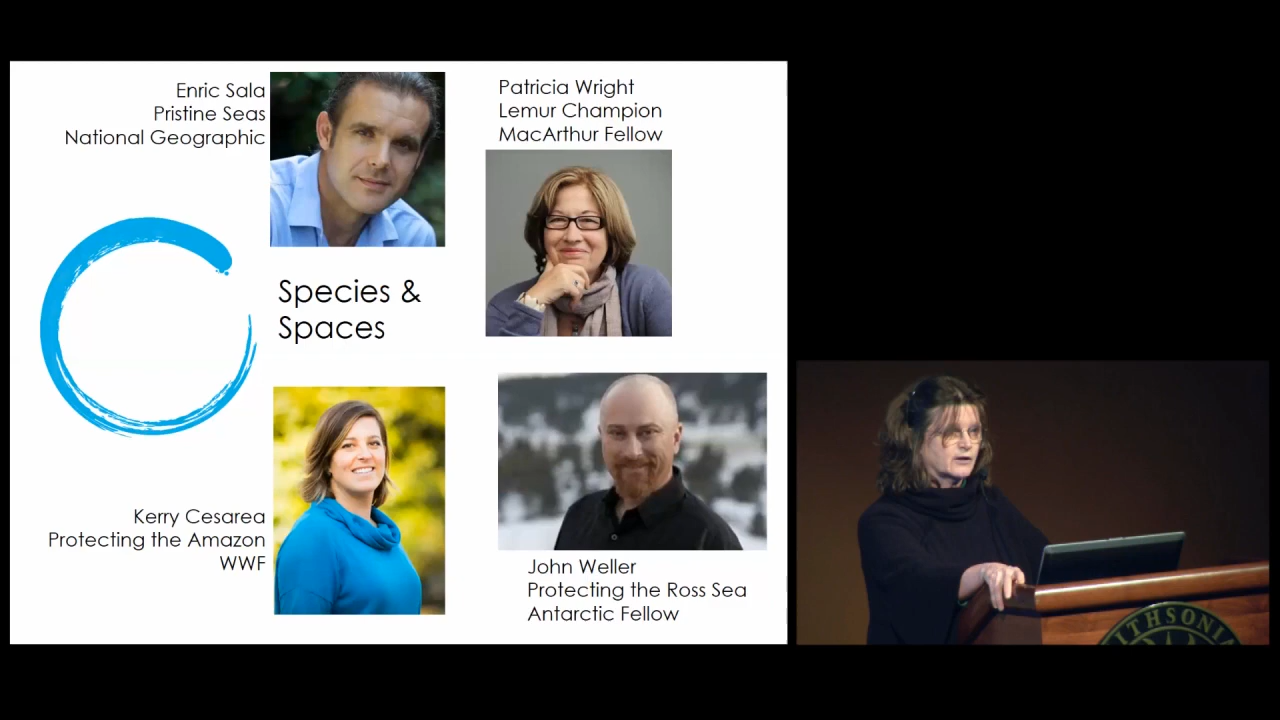 Enric Sala
Pristine Seas
National Geographic
Patricia Wright
Lemur Champion
MacArthur Fellow
Species &
Spaces
Kerry Cesarea
Protecting the Amazon
WWF
John Weller
Protecting the Ross Sea
Antarctic Fellow
ITHSONIA